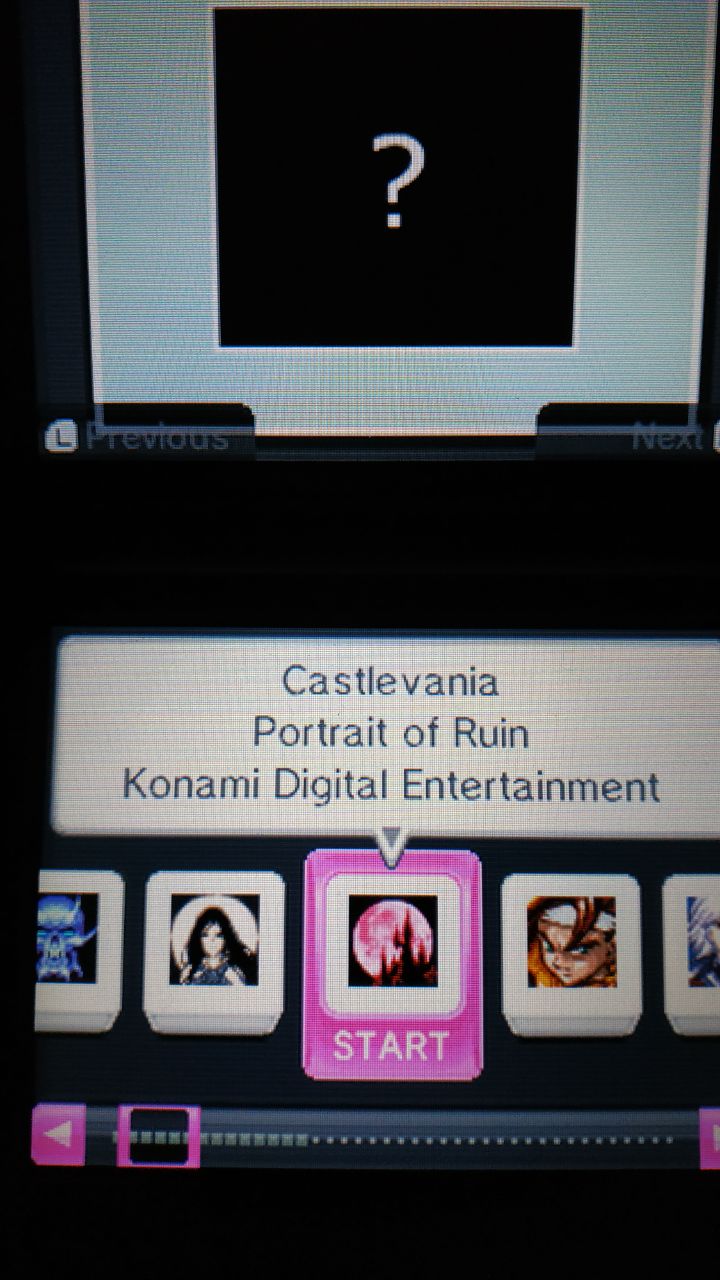 ?
L Previous
Next
Castlevania
Portrait of Ruin
Konami Digital Entertainment
START